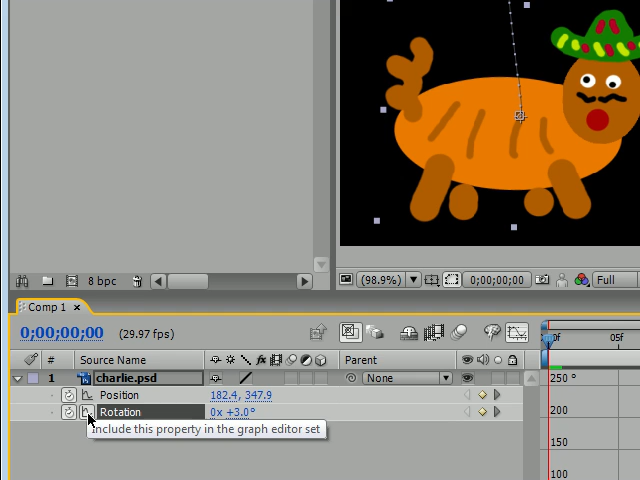 8 bpc
(98.9%)
0;00;00;00
Full
Comp 1 ×
0;00;00;00 (29.97 fps)
# Source Name Parent
0f 05f
1 charlie.psd None
250 °
Position 182.4, 347.9
Rotation 0x +3.0°
200
Include this property in the graph editor set
150
100